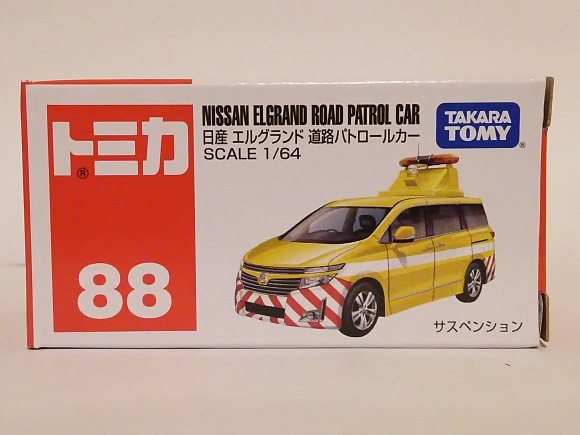 トミカ
®
88
NISSAN ELGRAND ROAD PATROL CAR
日産 エルグランド 道路パトロールカー
SCALE 1/64
TAKARA
TOMY
®
サスペンション